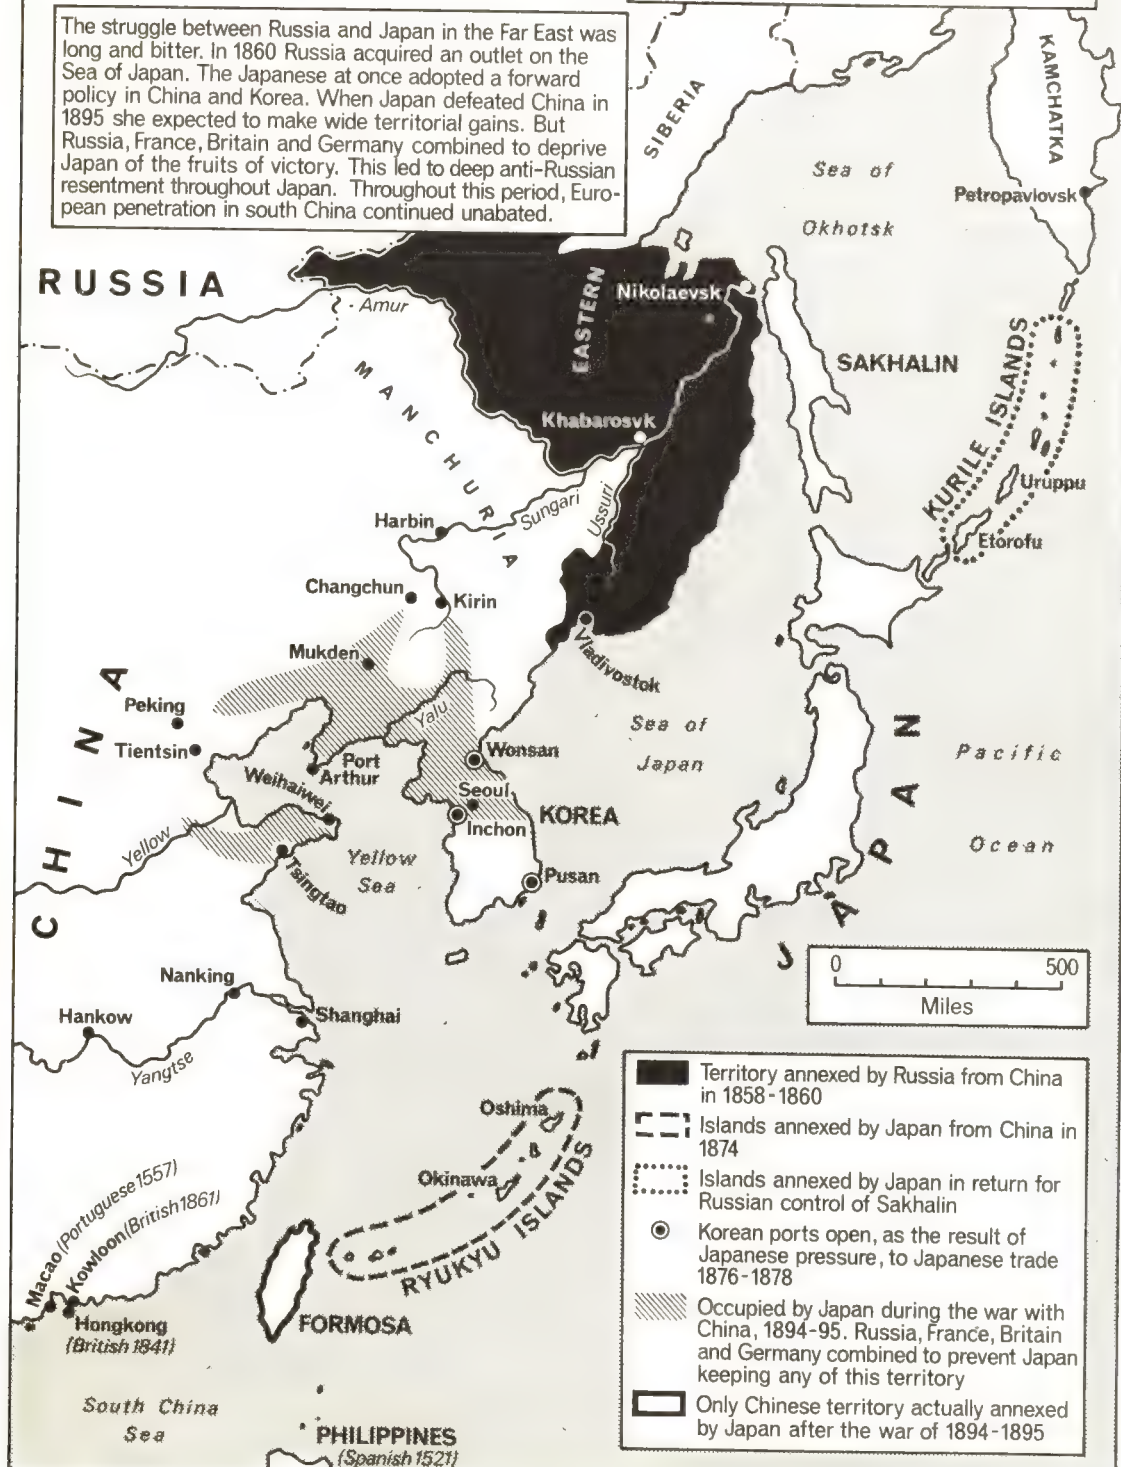 The struggle between Russia and Japan in the Far East was
long and bitter. In 1860 Russia acquired an outlet on the
Sea of Japan. The Japanese at once adopted a forward
policy in China and Korea. When Japan defeated China in
1895 she expected to make wide territorial gains. But
Russia, France, Britain and Germany combined to deprive
Japan of the fruits of victory. This led to deep anti-Russian
resentment throughout Japan. Throughout this period, Euro-
pean penetration in south China continued unabated.
SIBERIA
KAMCHATKA
Sea of
Okhotsk
Petropavlovsk
RUSSIA
Amur
EASTERN
Nikolaevsk
SAKHALIN
KURILE ISLANDS
MANCHURIA
Khabarosvk
Uruppu
Etorofu
Sungari
Ussuri
Harbin
Changchun
Kirin
Mukden
Vladivostok
CHINA
Peking
Tientsin
Yalu
Sea of
Japan
JAPAN
Pacific
Ocean
Wonsan
Port
Arthur
Weihaiwei
Seoul
KOREA
Inchon
Yellow
Yellow
Sea
Tsingtao
Pusan
Nanking
Hankow
Shanghai
Yangtse
0 500
Miles
Oshima
Okinawa
RYUKYU ISLANDS
Macao (Portuguese 1557)
Kowloon (British 1861)
Hongkong
(British 1841)
FORMOSA
South China
Sea
PHILIPPINES
(Spanish 1521)
Territory annexed by Russia from China
in 1858-1860
Islands annexed by Japan from China in
1874
Islands annexed by Japan in return for
Russian control of Sakhalin
Korean ports open, as the result of
Japanese pressure, to Japanese trade
1876-1878
Occupied by Japan during the war with
China, 1894-95. Russia, France, Britain
and Germany combined to prevent Japan
keeping any of this territory
Only Chinese territory actually annexed
by Japan after the war of 1894-1895